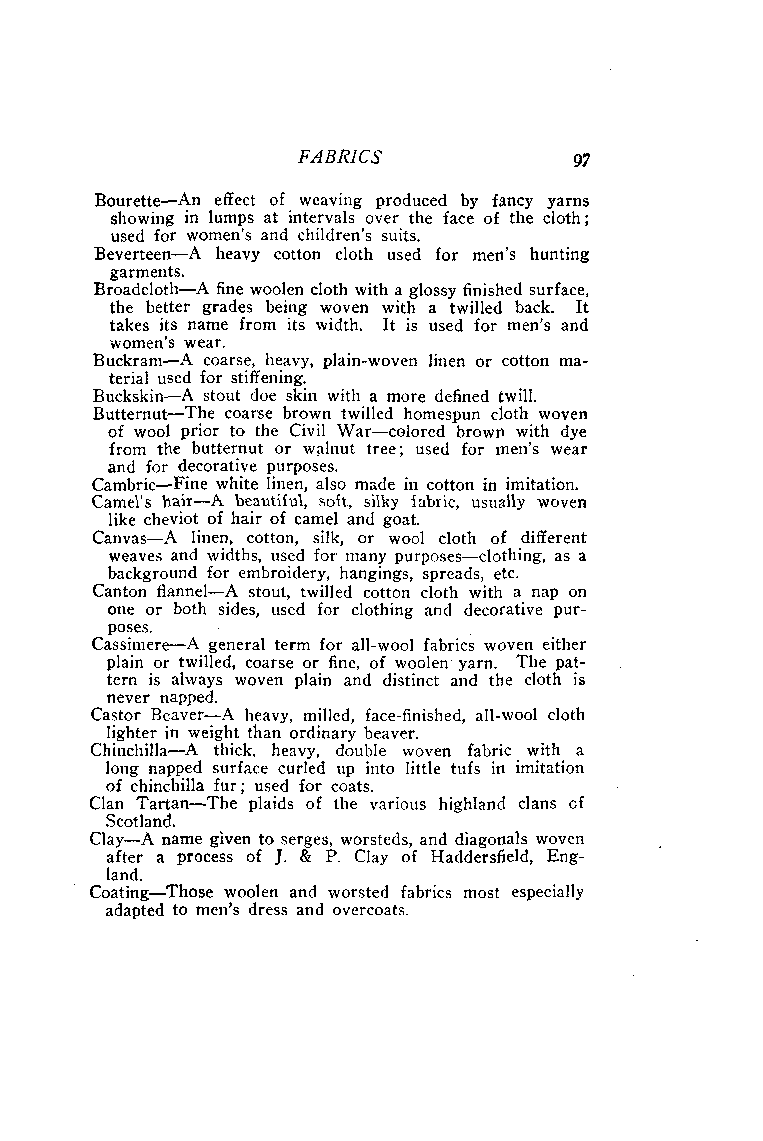 FABRICS 97
Bourette—An effect of weaving produced by fancy yarns
showing in lumps at intervals over the face of the cloth;
used for women's and children's suits.
Beverteen—A heavy cotton cloth used for men's hunting
garments.
Broadcloth—A fine woolen cloth with a glossy finished surface,
the better grades being woven with a twilled back. It
takes its name from its width. It is used for men's and
women's wear.
Buckram—A coarse, heavy, plain-woven linen or cotton ma-
terial used for stiffening.
Buckskin—A stout doe skin with a more defined twill.
Butternut—The coarse brown twilled homespun cloth woven
of wool prior to the Civil War—colored brown with dye
from the butternut or walnut tree; used for men's wear
and for decorative purposes.
Cambric—Fine white linen, also made in cotton in imitation.
Camel's hair—A beautiful, soft, silky fabric, usually woven
like cheviot of hair of camel and goat.
Canvas—A linen, cotton, silk, or wool cloth of different
weaves and widths, used for many purposes—clothing, as a
background for embroidery, hangings, spreads, etc.
Canton flannel—A stout, twilled cotton cloth with a nap on
one or both sides, used for clothing and decorative pur-
poses.
Cassimere—A general term for all-wool fabrics woven either
plain or twilled, coarse or fine, of woolen yarn. The pat-
tern is always woven plain and distinct and the cloth is
never napped.
Castor Beaver—A heavy, milled, face-finished, all-wool cloth
lighter in weight than ordinary beaver.
Chinchilla—A thick, heavy, double woven fabric with a
long napped surface curled up into little tufs in imitation
of chinchilla fur; used for coats.
Clan Tartan—The plaids of the various highland clans of
Scotland.
Clay—A name given to serges, worsteds, and diagonals woven
after a process of J. & P. Clay of Haddersfield, Eng-
land.
Coating—Those woolen and worsted fabrics most especially
adapted to men's dress and overcoats.